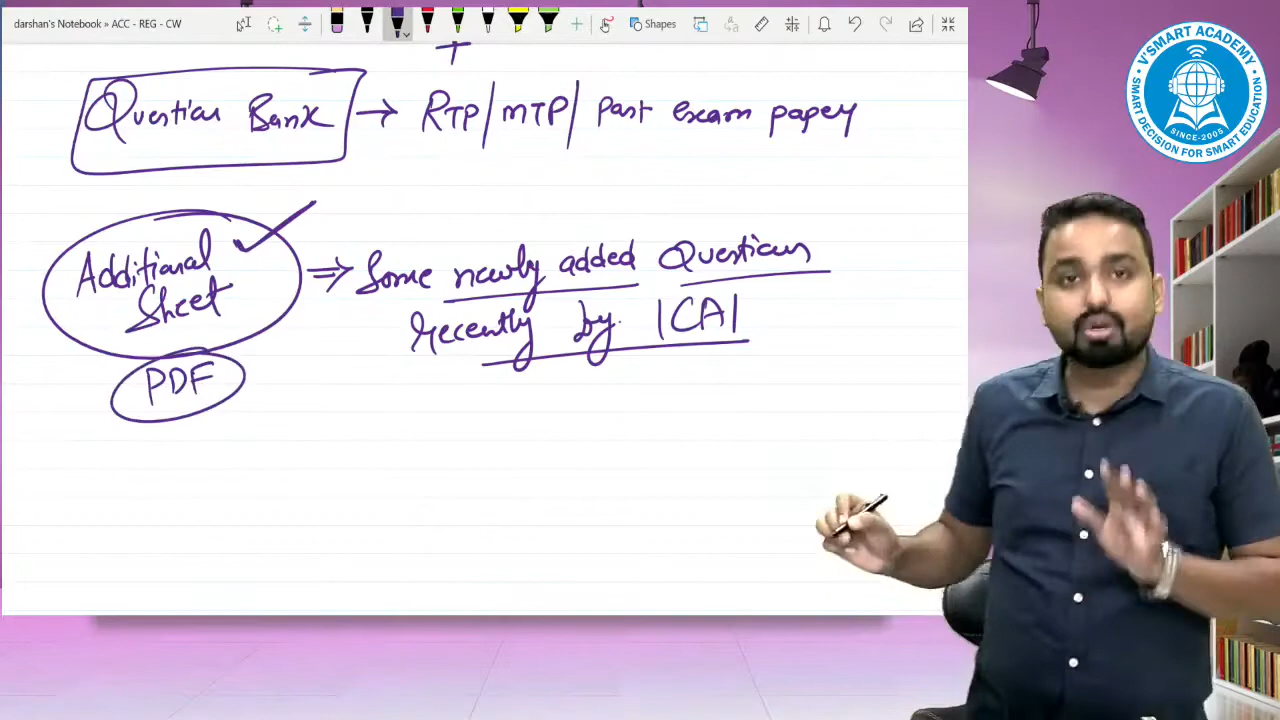 darshan's Notebook » ACC - REG - CW
Shapes
+
Question Bank → RTP/MTP/ Past exam paper
Additional Sheet ⇒ Some newly added Questions
recently by ICAI
PDF
V'SMART ACADEMY
SINCE-2005
SMART DECISION FOR SMART EDUCATION